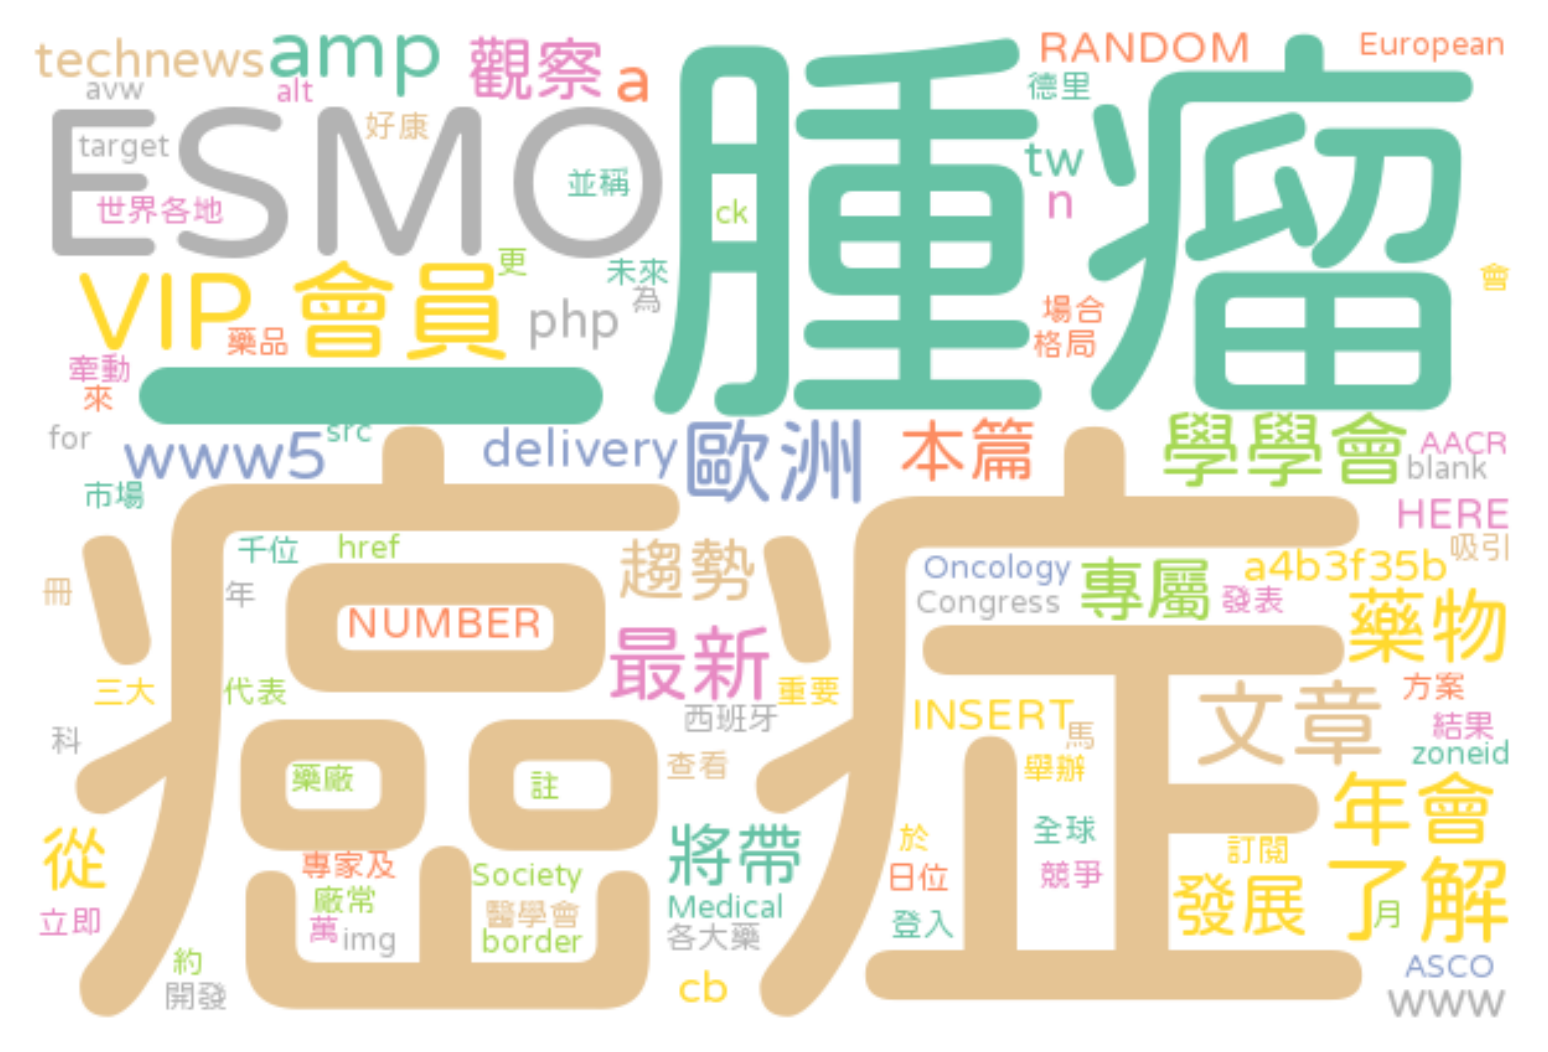 technews
amp
觀察
a
RANDOM
European
avw
alt
德里
ESMO
好康
腫瘤
target
並稱
tw
世界各地
ck
n
VIP
會員
更
未來
會
為
藥品
php
場合
格局
牽動
來
一
for
www5
src
delivery
歐洲
本篇
學學會
AACR
blank
市場
HERE
癌症
千位
href
趨勢
Oncology
專屬
a4b3f35b
吸引
冊
年
Congress
發表
NUMBER
最新
藥物
三大
代表
重要
方案
西班牙
INSERT
文章
結果
科
馬
zoneid
查看
舉辦
藥廠
註
年會
從
將帶
於
全球
訂閱
專家及
Society
日位
競爭
了解
廠常
發展
立即
萬
醫學會
Medical
登入
月
img
border
各大藥
約
ASCO
開發
cb
www